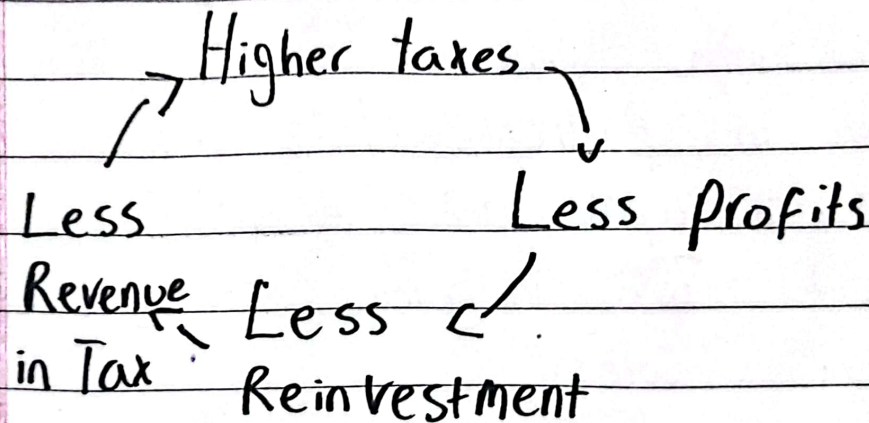 Higher taxes
Less Profits
Less
Reinvestment
Less
Revenue
in Tax